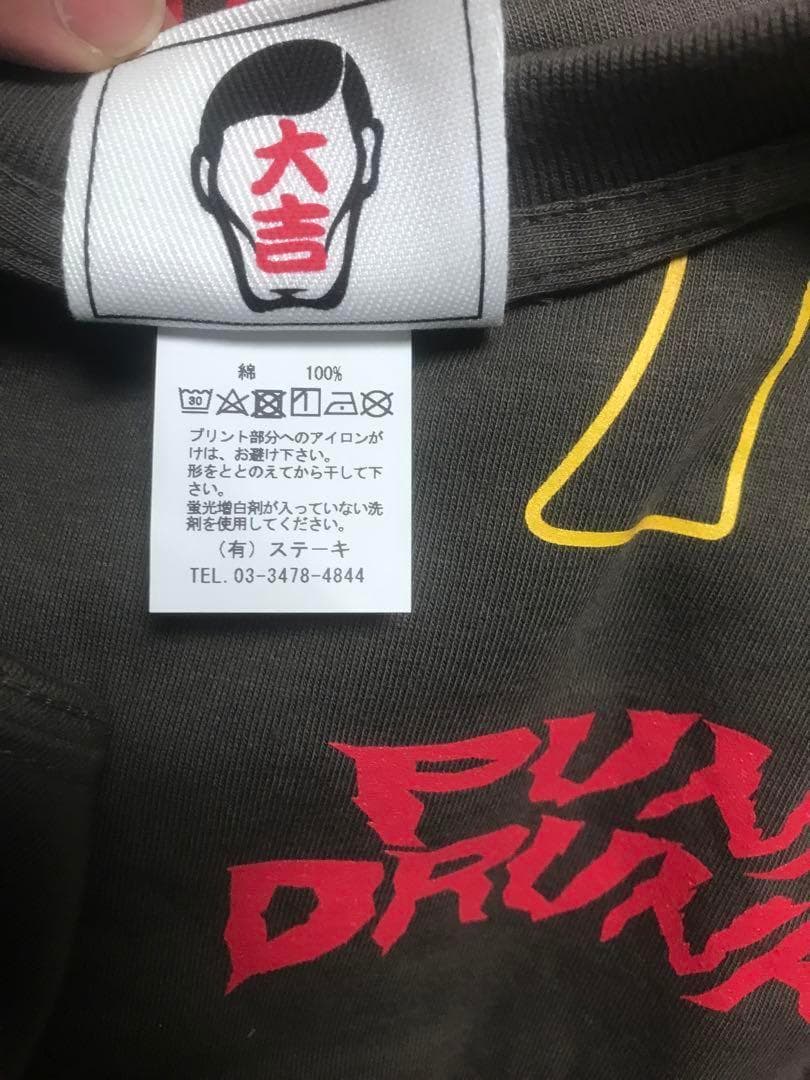 大吉
綿 100%
30
プリント部分へのアイロンが
けは、お避け下さい。
形をととのえてから干して下
さい。
蛍光増白剤が入っていない洗
剤を使用してください。
（有）ステーキ
TEL. 03-3478-4844
PUN
DRUNK